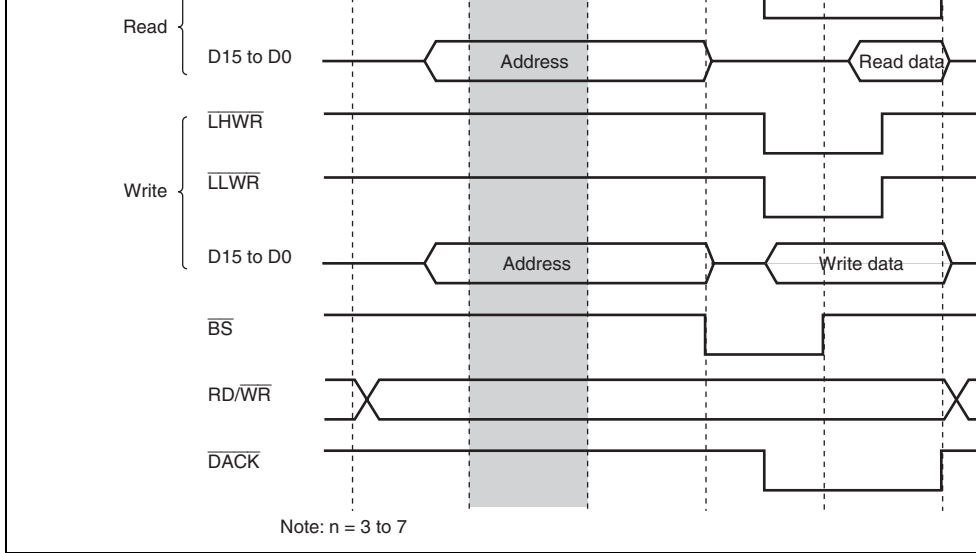 Read
D15 to D0
Address
Read data
LHWR
Write
LLWR
D15 to D0
Address
Write data
BS
RD/WR
DACK
Note: n = 3 to 7